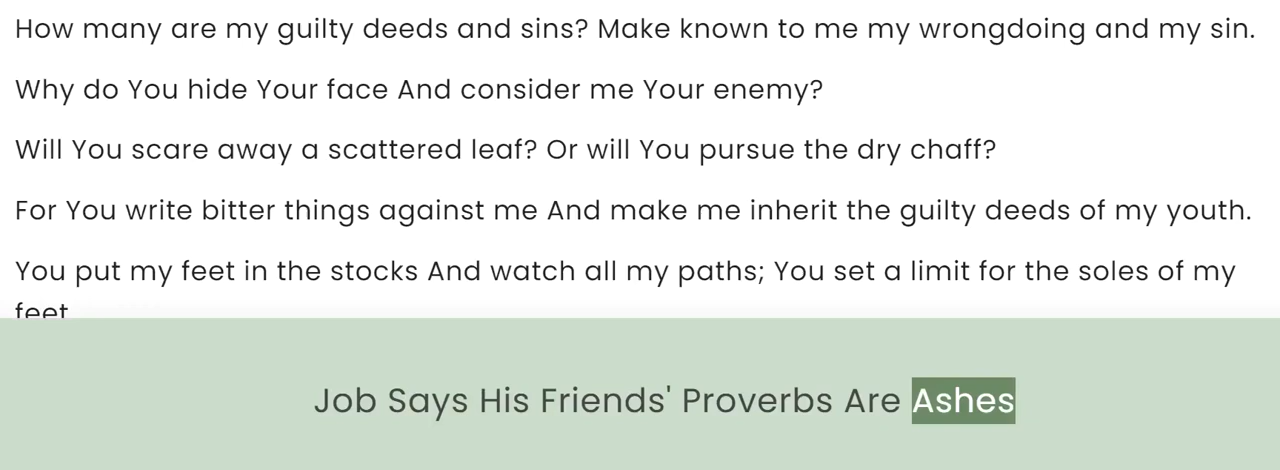 How many are my guilty deeds and sins? Make known to me my wrongdoing and my sin.
Why do You hide Your face And consider me Your enemy?
Will You scare away a scattered leaf? Or will You pursue the dry chaff?
For You write bitter things against me And make me inherit the guilty deeds of my youth.
You put my feet in the stocks And watch all my paths; You set a limit for the soles of my
feet
Job Says His Friends' Proverbs Are Ashes